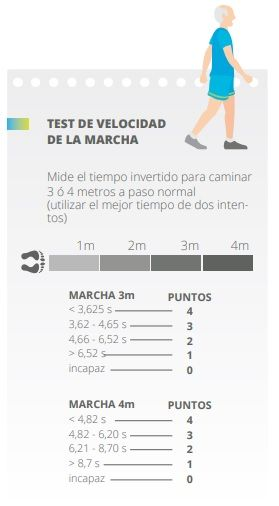 TEST DE VELOCIDAD
DE LA MARCHA
Mide el tiempo invertido para caminar
3 ó 4 metros a paso normal
(utilizar el mejor tiempo de dos inten-
tos)
1m 2m 3m 4m
MARCHA 3m PUNTOS
< 3,625 s 4
3,62 - 4,65 s 3
4,66 - 6,52 s 2
> 6,52 s 1
incapaz 0
MARCHA 4m PUNTOS
< 4,82 s 4
4,82 - 6,20 s 3
6,21 - 8,70 s 2
> 8,7 s 1
incapaz 0